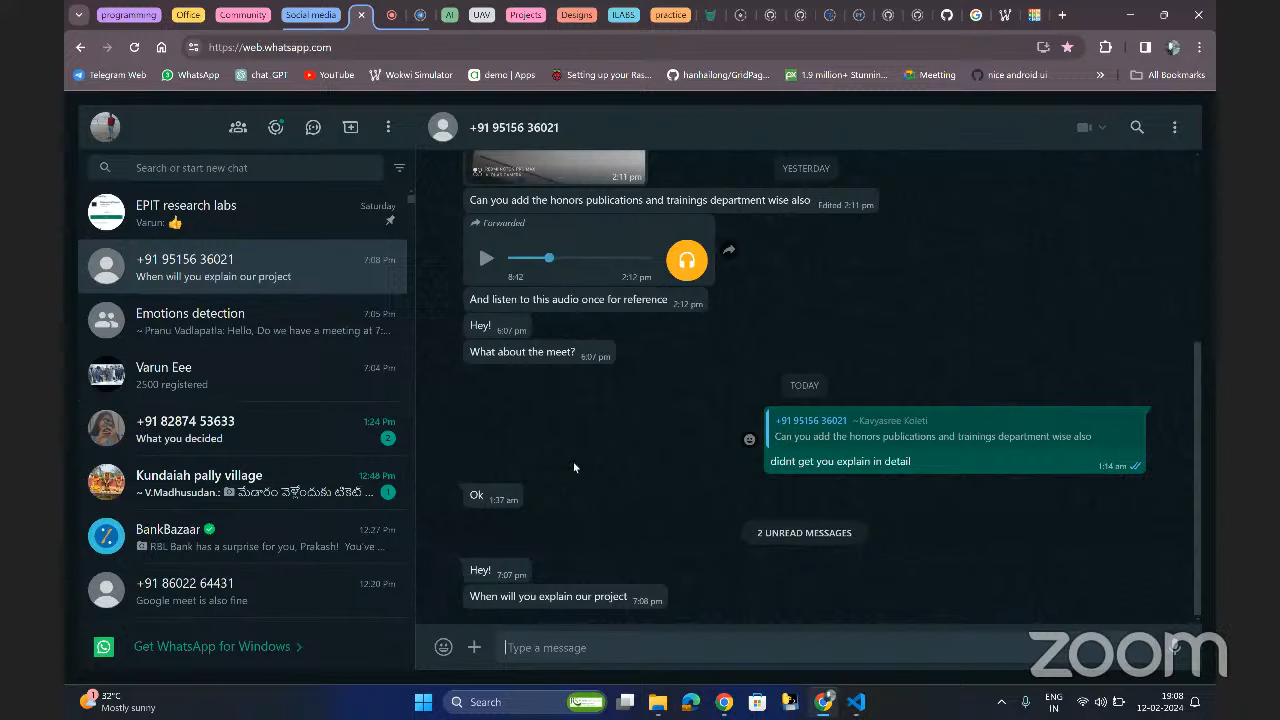 programming
Office
Community
Social media
AI
UAV
Projects
Designs
ILABS
practice
https://web.whatsapp.com
Telegram Web
WhatsApp
chat_GPT
YouTube
Wokwi Simulator
demo | Apps
Setting up your Ras...
hanhailong/GridPag...
1.9 million+ Stunnin...
Meetting
nice android ui
All Bookmarks
+91 95156 36021
Search or start new chat
EPIT research labs
Saturday
Varun: 👍
+91 95156 36021
7:08 Pm
When will you explain our project
Emotions detection
7:05 Pm
~ Pranu Vadlapatla: Hello, Do we have a meeting at 7:...
Varun Eee
7:04 Pm
2500 registered
+91 82874 53633
1:24 Pm
What you decided
2
Kundaiah pally village
12:48 Pm
~ V.Madhusudan.: మేడారం వెళ్లేందుకు టికెట్ ...
1
BankBazaar
12:27 Pm
RBL Bank has a surprise for you, Prakash! You've ...
+91 86022 64431
12:20 Pm
Google meet is also fine
Get WhatsApp for Windows
2:11 pm
YESTERDAY
Can you add the honors publications and trainings department wise also
Edited 2:11 pm
Forwarded
8:42
2:12 pm
And listen to this audio once for reference
2:12 pm
Hey!
6:07 pm
What about the meet?
6:07 pm
TODAY
+91 95156 36021 ~Kavyasree Koleti
Can you add the honors publications and trainings department wise also
didnt get you explain in detail
1:14 am
Ok
1:37 am
2 UNREAD MESSAGES
Hey!
7:07 pm
When will you explain our project
7:08 pm
Type a message
zoom
1
32°C
Mostly sunny
Search
ENG
IN
19:08
12-02-2024